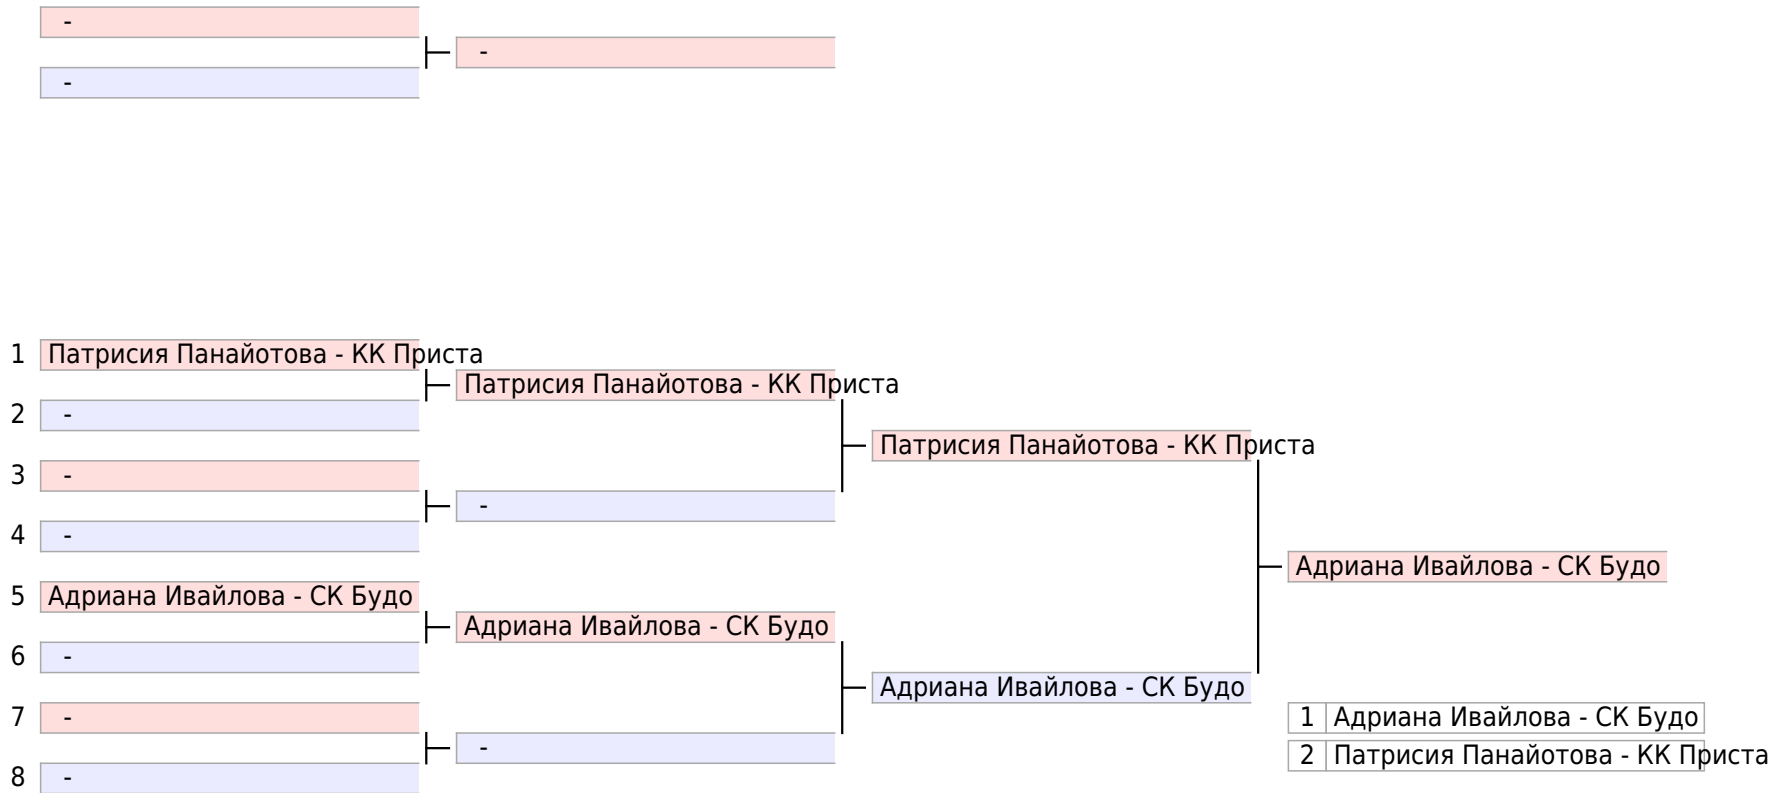 -
-
-
1 Патрисия Панайотова - КК Приста
Патрисия Панайотова - КК Приста
2 -
Патрисия Панайотова - КК Приста
3 -
-
4 -
Адриана Ивайлова - СК Будо
5 Адриана Ивайлова - СК Будо
Адриана Ивайлова - СК Будо
6 -
Адриана Ивайлова - СК Будо
7 -
1 Адриана Ивайлова - СК Будо
-
2 Патрисия Панайотова - КК Приста
8 -